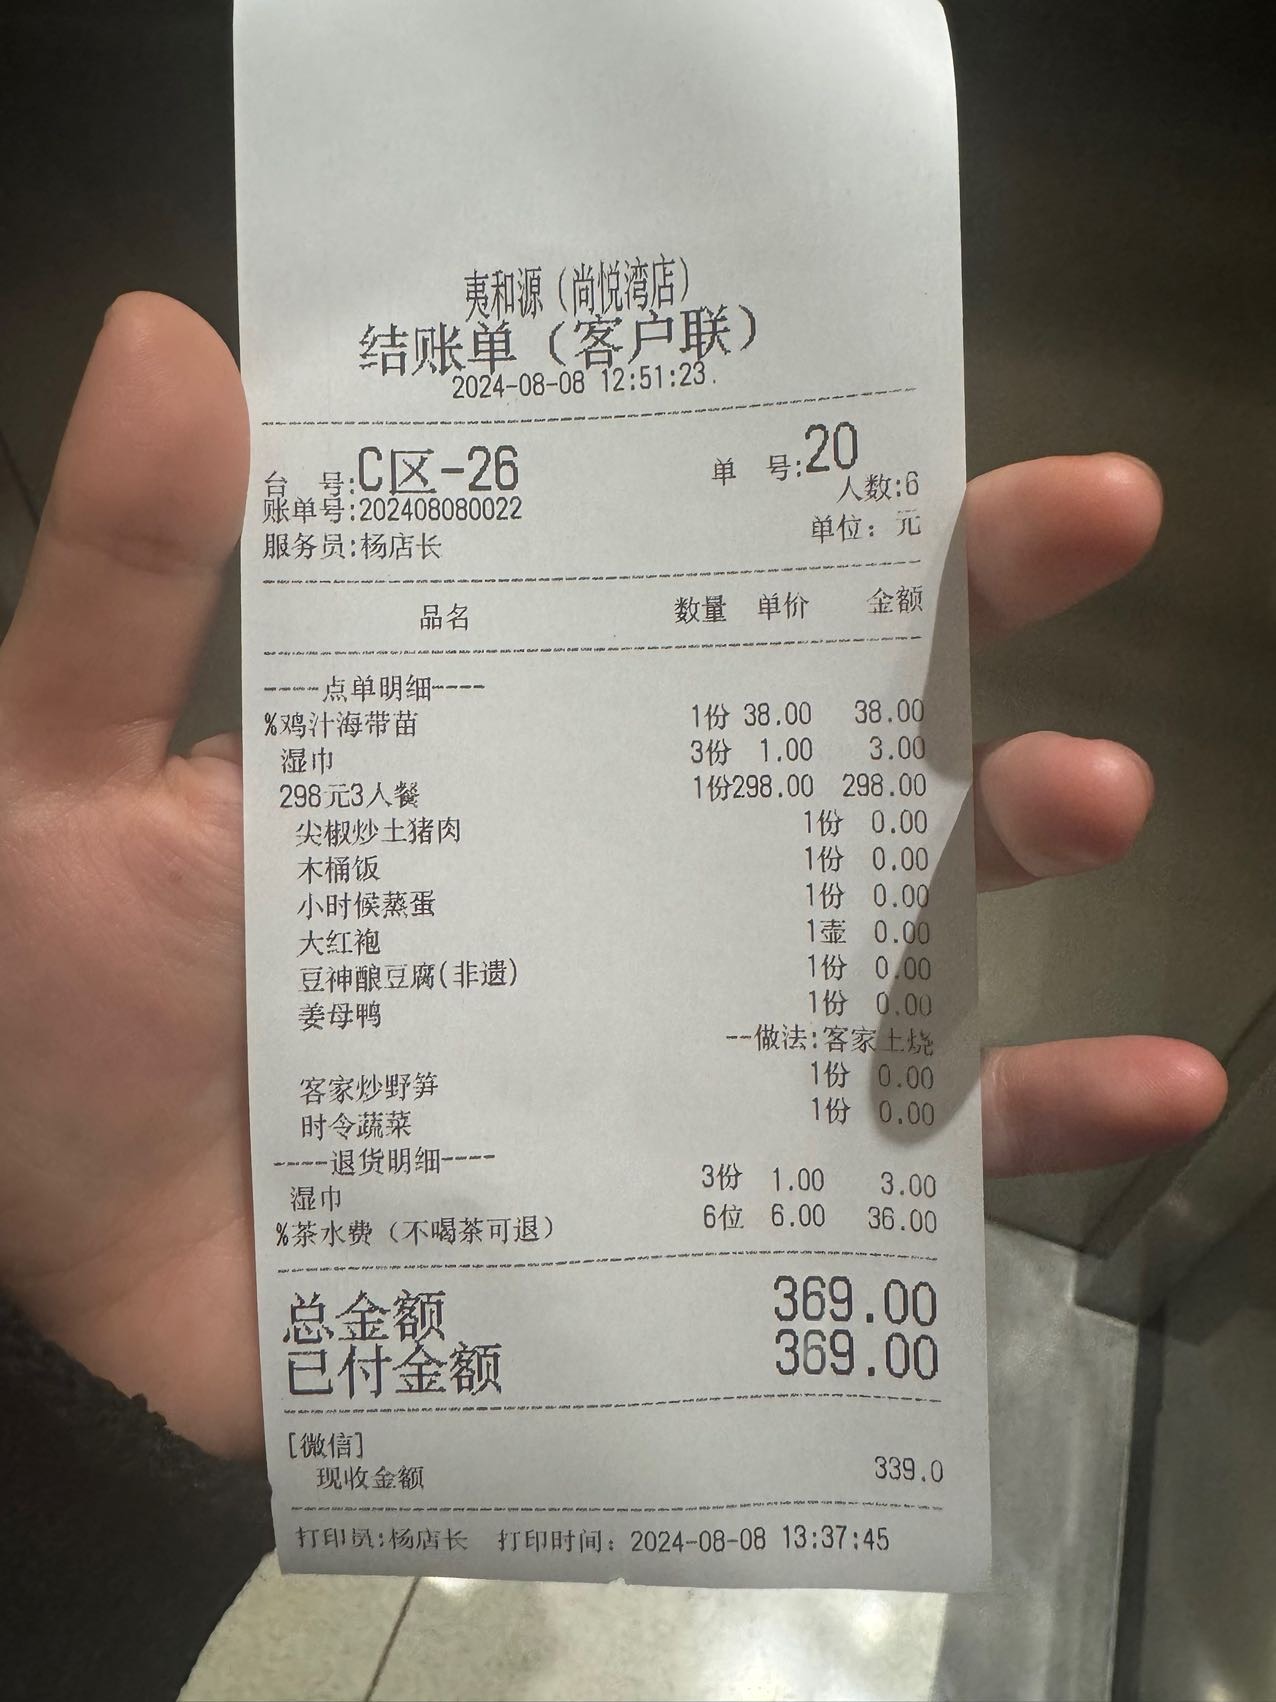 夷和源（尚悦湾店）
结账单（客户联）
2024-08-08 12:51:23.
台 号:C区-26 单 号:20
账单号:202408080022 人数:6
服务员:杨店长 单位：元
品名 数量 单价 金额
----点单明细----
%鸡汁海带苗 1份 38.00 38.00
湿巾 3份 1.00 3.00
298元3人餐 1份298.00 298.00
尖椒炒土猪肉 1份 0.00
木桶饭 1份 0.00
小时候蒸蛋 1份 0.00
大红袍 1壶 0.00
豆神酿豆腐(非遗) 1份 0.00
姜母鸭 1份 0.00
--做法:客家土烧
客家炒野笋 1份 0.00
时令蔬菜 1份 0.00
----退货明细----
湿巾 3份 1.00 3.00
%茶水费（不喝茶可退） 6位 6.00 36.00
总金额 369.00
已付金额 369.00
[微信]
现收金额 339.0
打印员:杨店长 打印时间：2024-08-08 13:37:45